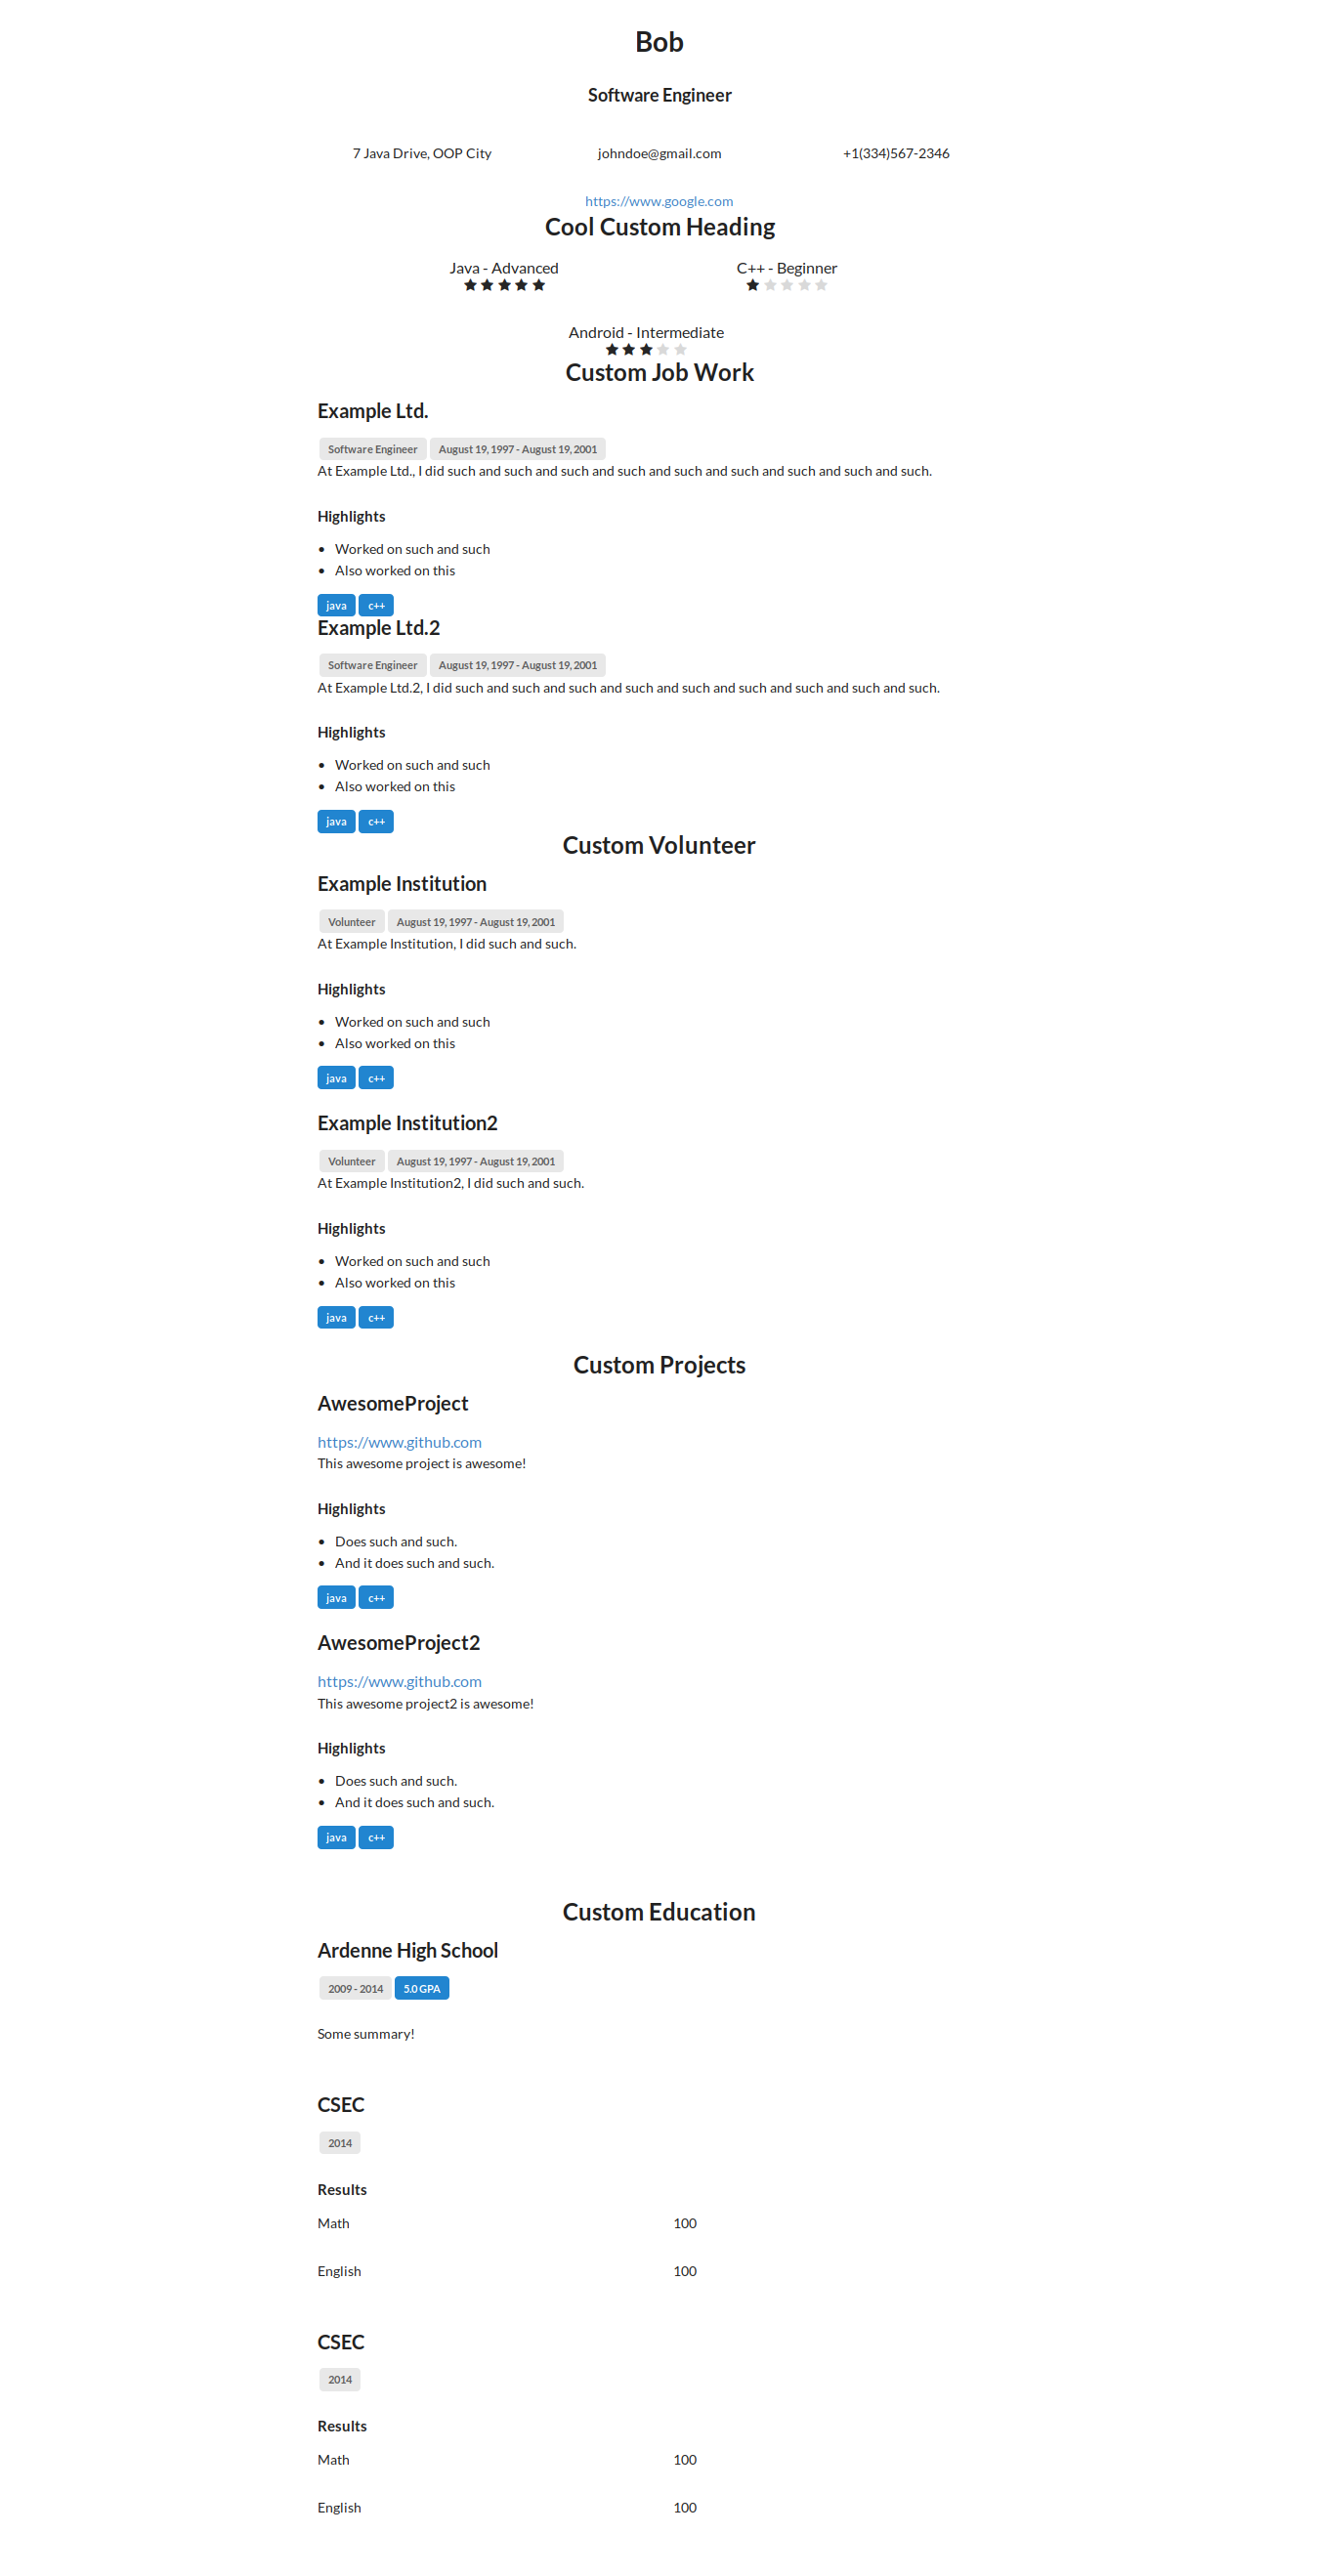 Bob
Software Engineer
7 Java Drive, OOP City johndoe@gmail.com +1(334)567-2346
https://www.google.com
Cool Custom Heading
Java - Advanced C++ - Beginner
Android - Intermediate
Custom Job Work
Example Ltd.
Software Engineer August 19, 1997 - August 19, 2001
At Example Ltd., I did such and such and such and such and such and such and such and such and such.
Highlights
• Worked on such and such
• Also worked on this
java c++
Example Ltd.2
Software Engineer August 19, 1997 - August 19, 2001
At Example Ltd.2, I did such and such and such and such and such and such and such and such and such.
Highlights
• Worked on such and such
• Also worked on this
java c++
Custom Volunteer
Example Institution
Volunteer August 19, 1997 - August 19, 2001
At Example Institution, I did such and such.
Highlights
• Worked on such and such
• Also worked on this
java c++
Example Institution2
Volunteer August 19, 1997 - August 19, 2001
At Example Institution2, I did such and such.
Highlights
• Worked on such and such
• Also worked on this
java c++
Custom Projects
AwesomeProject
https://www.github.com
This awesome project is awesome!
Highlights
• Does such and such.
• And it does such and such.
java c++
AwesomeProject2
https://www.github.com
This awesome project2 is awesome!
Highlights
• Does such and such.
• And it does such and such.
java c++
Custom Education
Ardenne High School
2009 - 2014 5.0 GPA
Some summary!
CSEC
2014
Results
Math 100
English 100
CSEC
2014
Results
Math 100
English 100